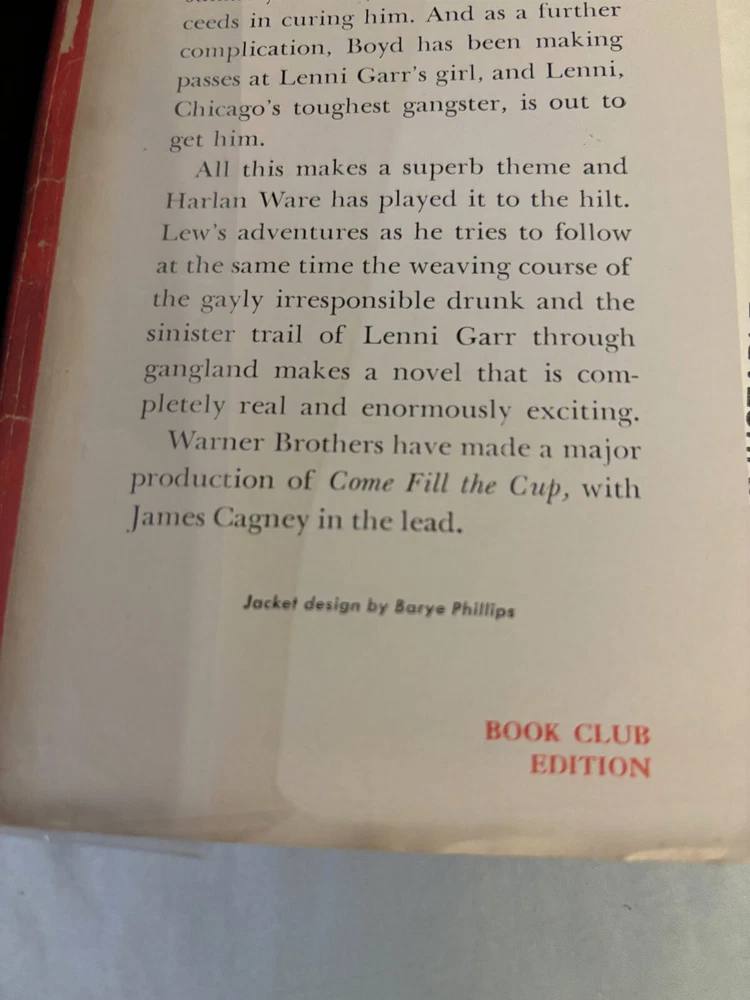 ceeds in curing him. And as a further
complication, Boyd has been making
passes at Lenni Garr's girl, and Lenni,
Chicago's toughest gangster, is out to
get him.
All this makes a superb theme and
Harlan Ware has played it to the hilt.
Lew's adventures as he tries to follow
at the same time the weaving course of
the gayly irresponsible drunk and the
sinister trail of Lenni Garr through
gangland makes a novel that is com-
pletely real and enormously exciting.
Warner Brothers have made a major
production of Come Fill the Cup, with
James Cagney in the lead.
Jacket design by Barye Phillips
BOOK CLUB
EDITION